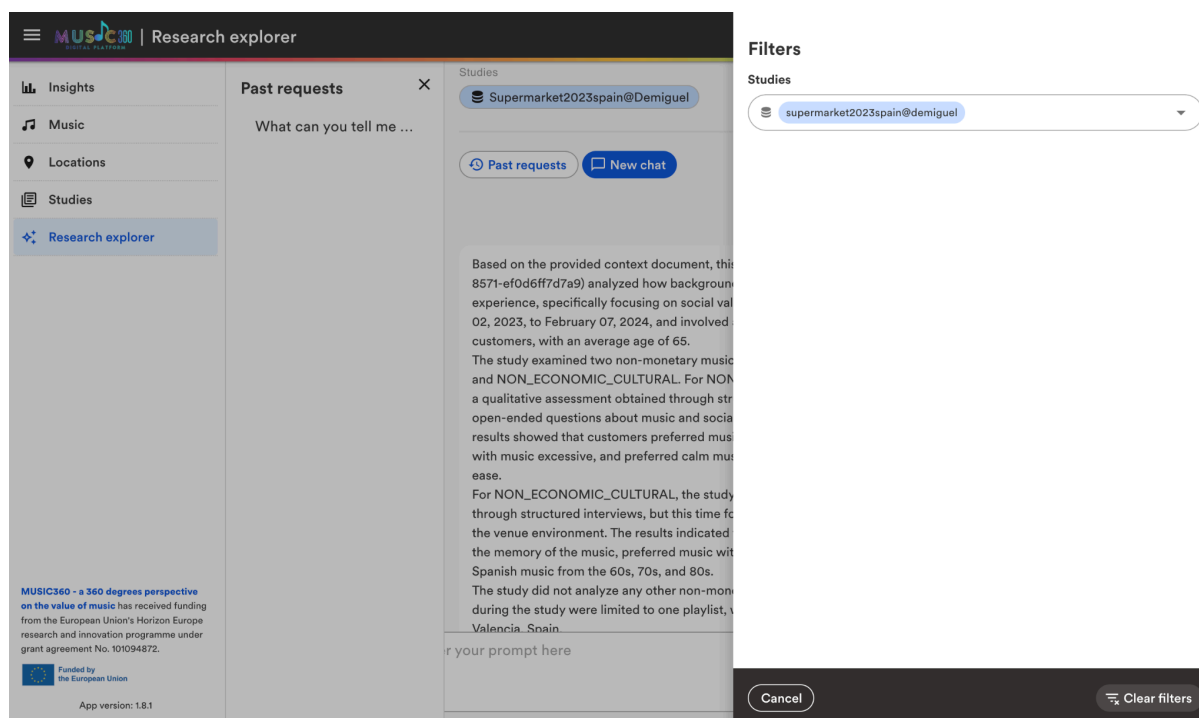 MUSIC360 | Research explorer
DIGITAL PLATFORM
Insights
Music
Locations
Studies
Research explorer
MUSIC360 - a 360 degrees perspective
on the value of music has received funding
from the European Union's Horizon Europe
research and innovation programme under
grant agreement No. 101094872.
Funded by
the European Union
App version: 1.8.1
Past requests
What can you tell me ...
Studies
Supermarket2023spain@Demiguel
Past requests
New chat
Based on the provided context document, this
8571-ef0d6ff7d7a9) analyzed how background
experience, specifically focusing on social val
02, 2023, to February 07, 2024, and involved
customers, with an average age of 65.
The study examined two non-monetary music
and NON_ECONOMIC_CULTURAL. For NON
a qualitative assessment obtained through str
open-ended questions about music and socia
results showed that customers preferred musi
with music excessive, and preferred calm mus
ease.
For NON_ECONOMIC_CULTURAL, the study
through structured interviews, but this time fo
the venue environment. The results indicated
the memory of the music, preferred music wit
Spanish music from the 60s, 70s, and 80s.
The study did not analyze any other non-mon
during the study were limited to one playlist, 
Valencia, Spain.
r your prompt here
Filters
Studies
supermarket2023spain@demiguel
Cancel
Clear filters